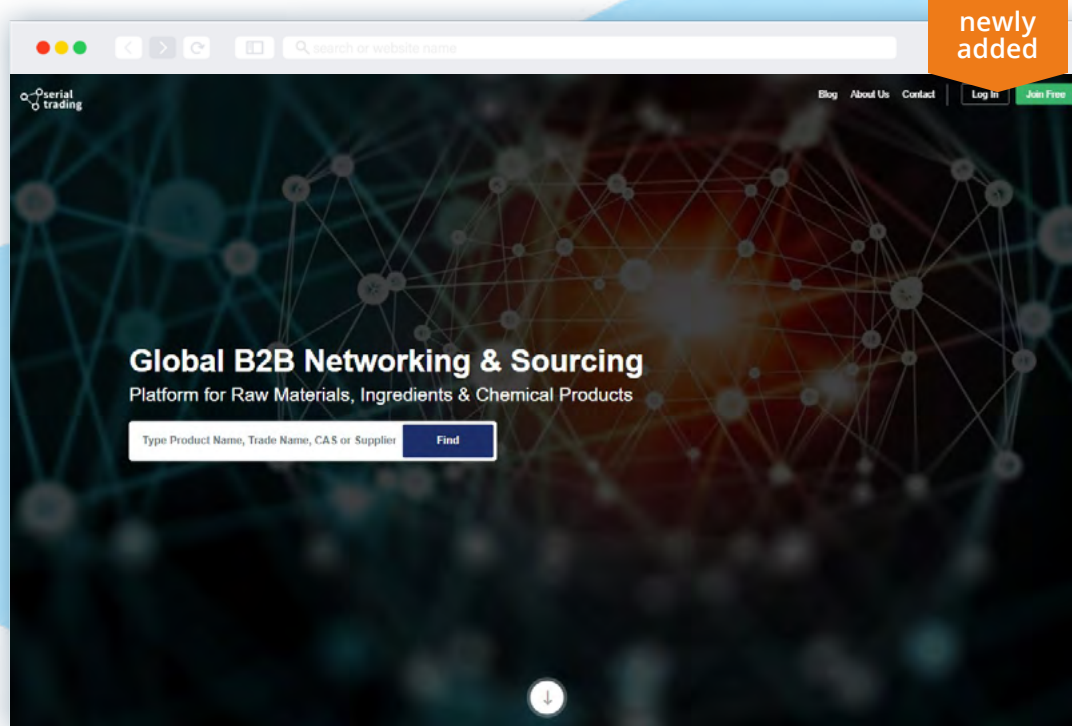 newly
added
search or website name
serial
trading
Blog About Us Contact Log In Join Free
Global B2B Networking & Sourcing
Platform for Raw Materials, Ingredients & Chemical Products
Type Product Name, Trade Name, CAS or Supplier Find